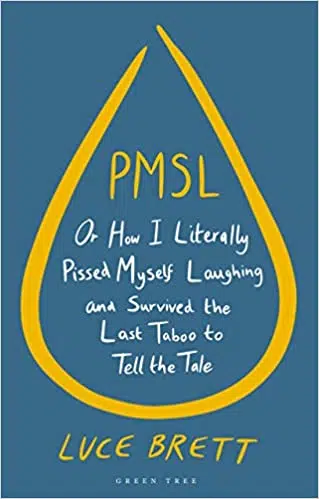 PMSL
Or How I Literally
Pissed Myself Laughing
and Survived the
Last Taboo to
Tell the Tale
LUCE BRETT
GREEN TREE